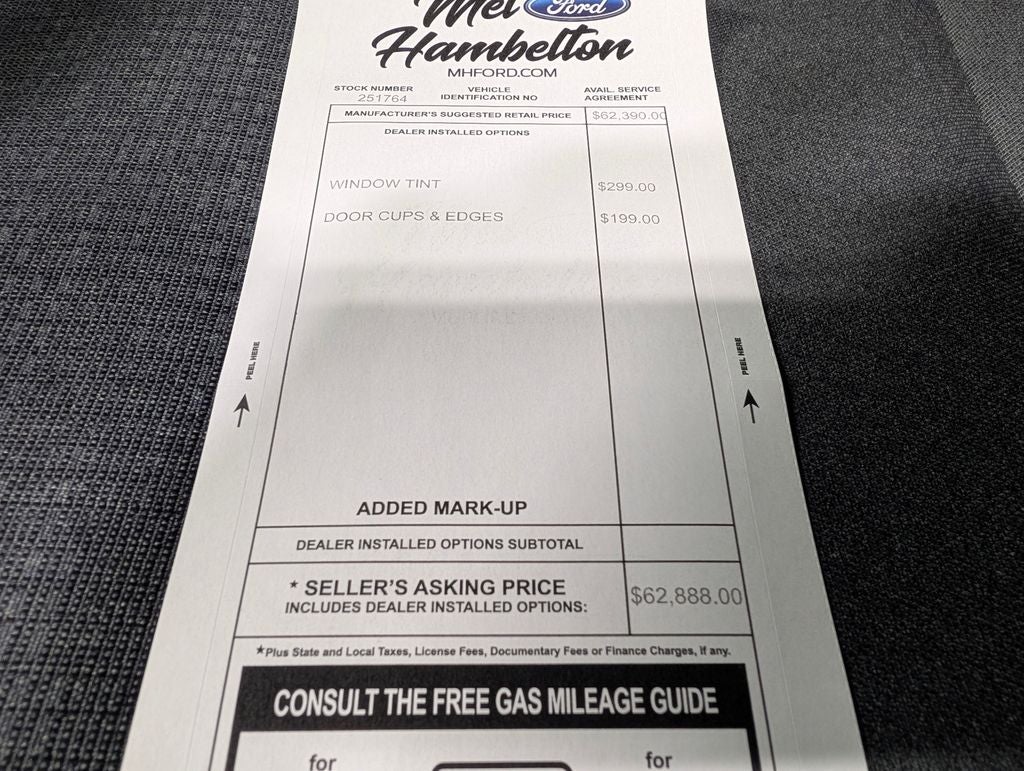 Mel Ford
Hambelton
MHFORD.COM
STOCK NUMBER
251764
VEHICLE
IDENTIFICATION NO
AVAIL. SERVICE
AGREEMENT
MANUFACTURER'S SUGGESTED RETAIL PRICE $62,390.00
DEALER INSTALLED OPTIONS
WINDOW TINT $299.00
DOOR CUPS & EDGES $199.00
PEEL HERE
PEEL HERE
ADDED MARK-UP
DEALER INSTALLED OPTIONS SUBTOTAL
* SELLER'S ASKING PRICE
INCLUDES DEALER INSTALLED OPTIONS: $62,888.00
*Plus State and Local Taxes, License Fees, Documentary Fees or Finance Charges, if any.
CONSULT THE FREE GAS MILEAGE GUIDE
for for